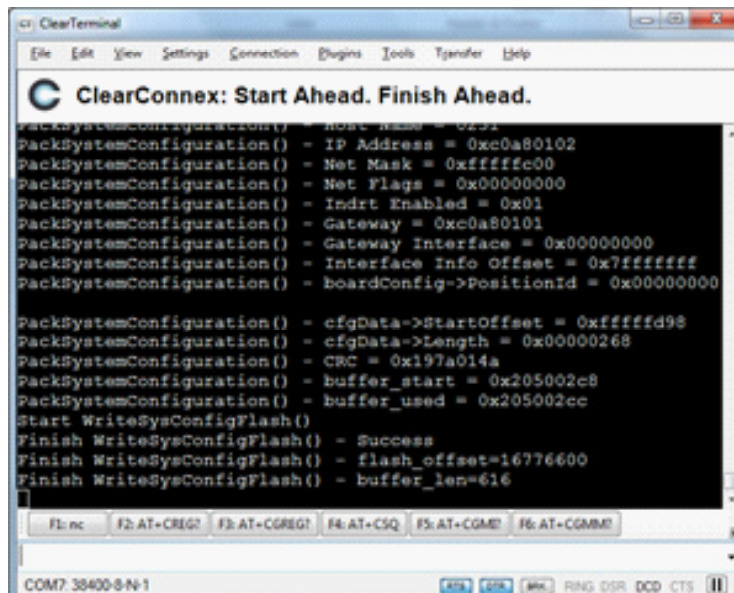 ClearTerminal
File Edit View Settings Connection Plugins Tools Transfer Help
ClearConnex: Start Ahead. Finish Ahead.
PackSystemConfiguration() - Host Name = 0251
PackSystemConfiguration() - IP Address = 0xc0a80102
PackSystemConfiguration() - Net Mask = 0xfffffc00
PackSystemConfiguration() - Net Flags = 0x00000000
PackSystemConfiguration() - Indrt Enabled = 0x01
PackSystemConfiguration() - Gateway = 0xc0a80101
PackSystemConfiguration() - Gateway Interface = 0x00000000
PackSystemConfiguration() - Interface Info Offset = 0x7fffffff
PackSystemConfiguration() - boardConfig->PositionId = 0x00000000
PackSystemConfiguration() - cfgData->StartOffset = 0xfffffd98
PackSystemConfiguration() - cfgData->Length = 0x00000268
PackSystemConfiguration() - CRC = 0x197a014a
PackSystemConfiguration() - buffer_start = 0x205002c8
PackSystemConfiguration() - buffer_used = 0x205002cc
Start WriteSysConfigFlash()
Finish WriteSysConfigFlash() - Success
Finish WriteSysConfigFlash() - flash_offset=16776600
Finish WriteSysConfigFlash() - buffer_len=616
F1: nc F2: AT+CREG? F3: AT+CGREG? F4: AT+CSQ F5: AT+CGMI? F6: AT+CGMM?
COM7: 38400-8-N-1 RTS DTR BRK RING DSR DCD CTS